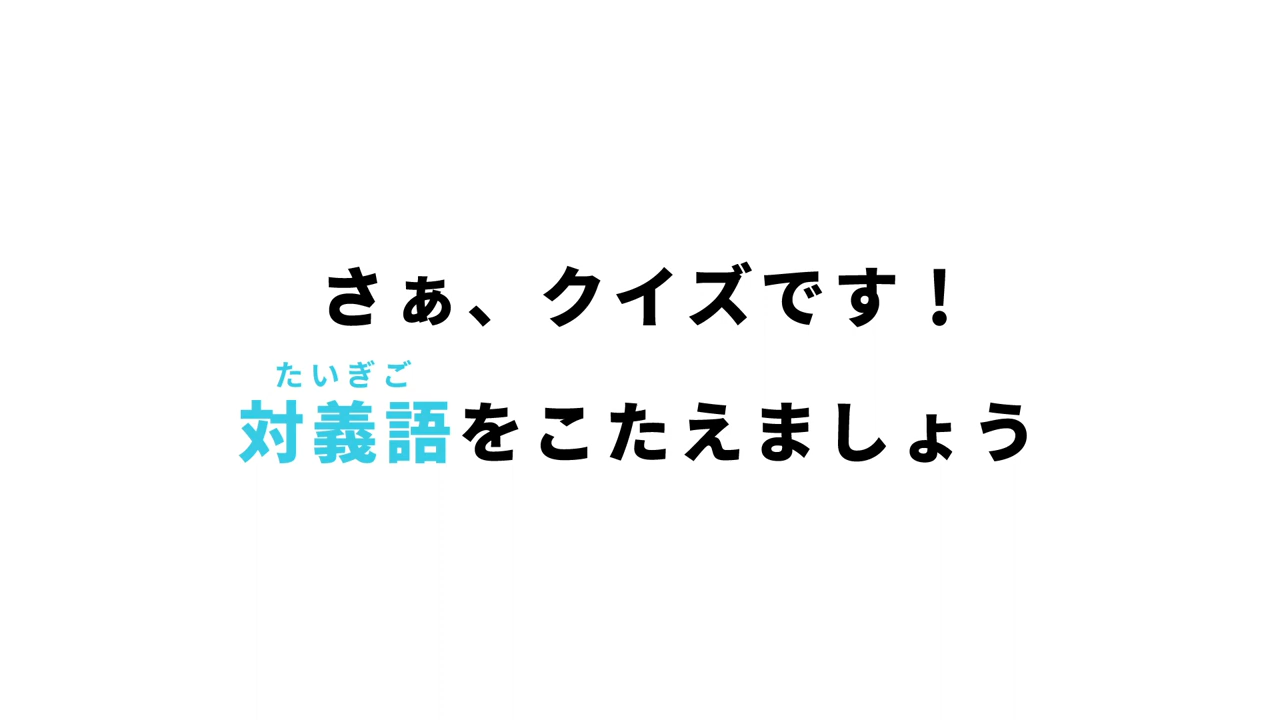 さぁ、クイズです！
たいぎご
対義語をこたえましょう